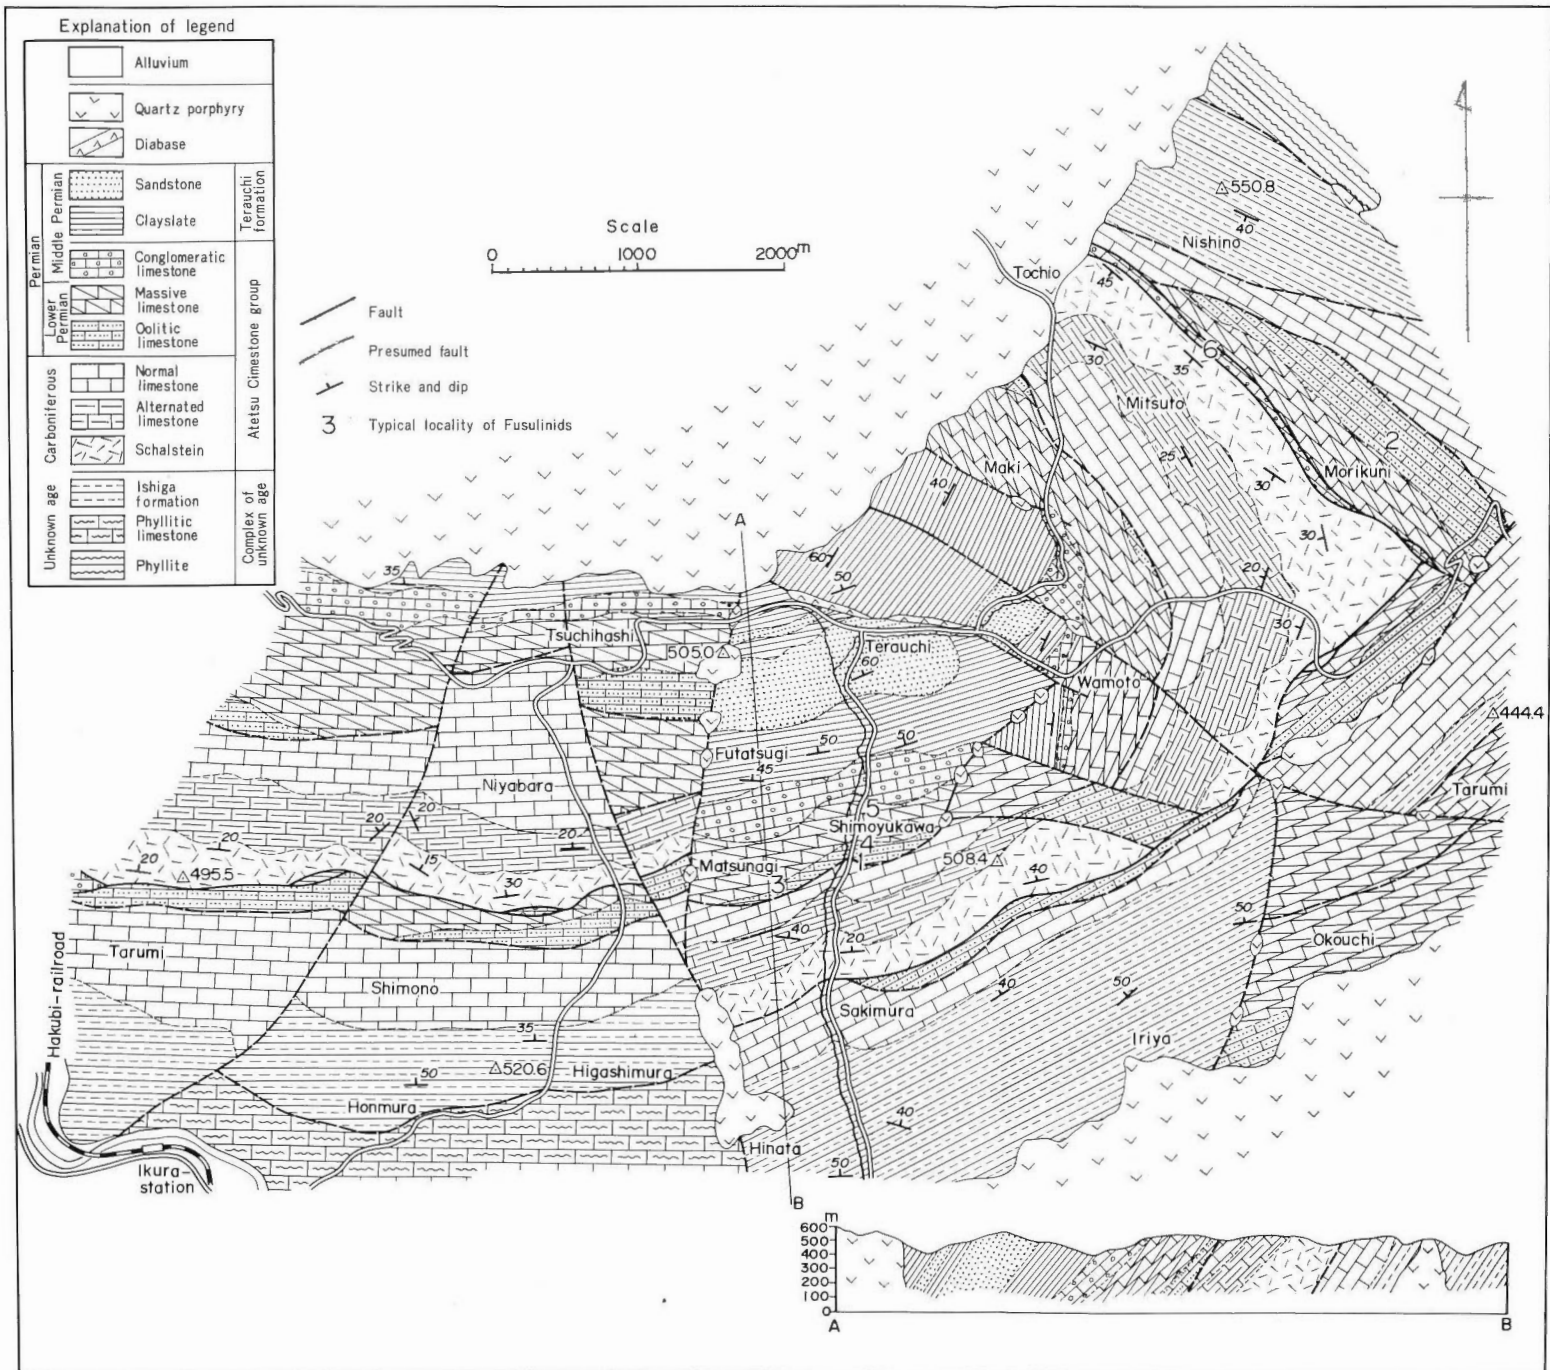 Explanation of legend
Alluvium
Quartz porphyry
Diabase
Permian
Middle Permian
Lower
Permian
Sandstone
Clayslate
Terauchi
formation
Conglomeratic
limestone
Massive
limestone
Oolitic
limestone
Carboniferous
Normal
limestone
Alternated
limestone
Schalstein
Atetsu Cimestone group
Unknown age
Ishiga
formation
Phyllitic
limestone
Phyllite
Complex of
unknown age
Scale
0 1000 2000m
Fault
Presumed fault
Strike and dip
3 Typical locality of Fusulinids
550.8
40
Nishino
Tochio
45
6
30
35
Mitsuto
2
25
Maki
Morikuni
40
30
A
30
60
50
20
35
30
Tsuchihashi
505.0
Terauchi
60
Wamoto
444.4
50
50
Futatsugi
45
Niyabara
Tarumi
5
20
20
20
Shimoyukawa
4
20
15
Matsunagi
1
508.4
20
495.5
3
40
30
50
40
Okouchi
20
Tarumi
Hakubi-railroad
Shimono
40
50
Sakimura
35
Iriya
520.6
Higashimura
50
Honmura
40
Hinata
50
Ikura-
station
B
m
600
500
400
300
200
100
0
A B